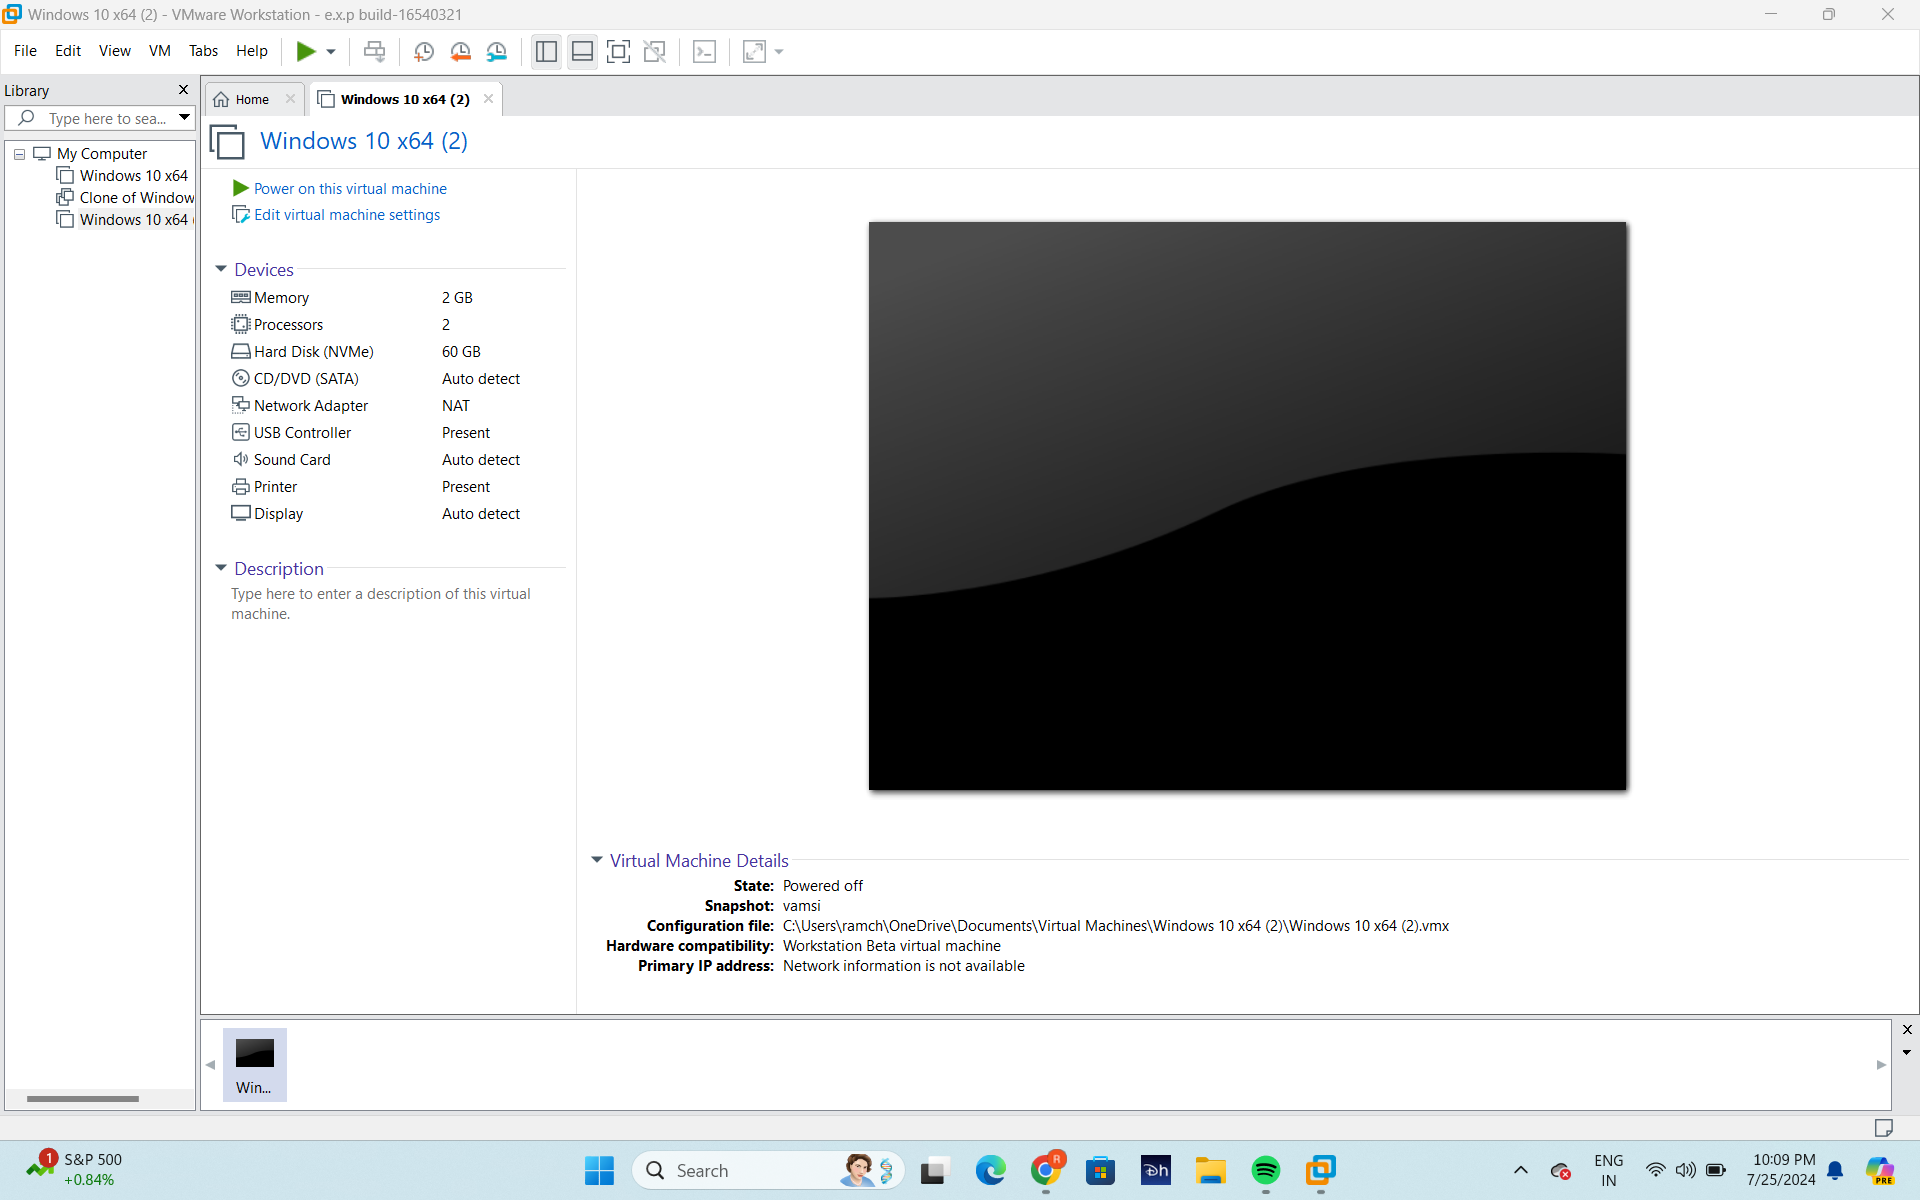 Windows 10 x64 (2) - VMware Workstation - e.x.p build-16540321
File Edit View VM Tabs Help
Library
Type here to sea...
My Computer
Windows 10 x64
Clone of Window
Windows 10 x64
Home
Windows 10 x64 (2)
Windows 10 x64 (2)
Power on this virtual machine
Edit virtual machine settings
Devices
Memory 2 GB
Processors 2
Hard Disk (NVMe) 60 GB
CD/DVD (SATA) Auto detect
Network Adapter NAT
USB Controller Present
Sound Card Auto detect
Printer Present
Display Auto detect
Description
Type here to enter a description of this virtual
machine.
Virtual Machine Details
State: Powered off
Snapshot: vamsi
Configuration file: C:\Users\ramch\OneDrive\Documents\Virtual Machines\Windows 10 x64 (2)\Windows 10 x64 (2).vmx
Hardware compatibility: Workstation Beta virtual machine
Primary IP address: Network information is not available
Win...
1
S&P 500
+0.84%
Search
R
Dh
ENG
IN
10:09 PM
7/25/2024
PRE